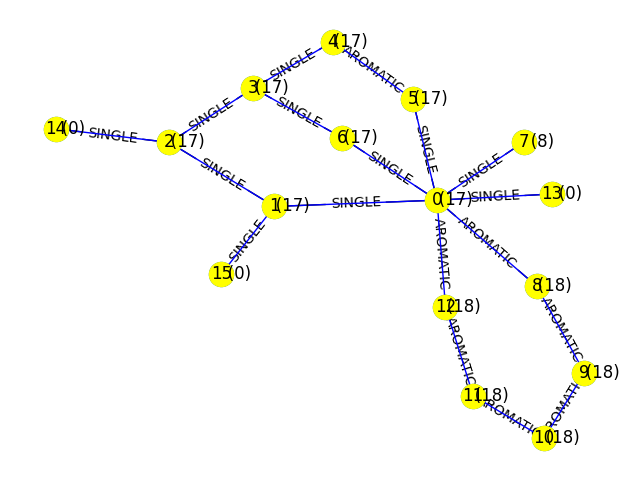 4(17)
SINGLE
AROMATIC
3(17)
5(17)
SINGLE
SINGLE
14(0)
SINGLE
2(17)
6(17)
SINGLE
7(8)
SINGLE
SINGLE
SINGLE
1(17)
SINGLE
0(17)
SINGLE
13(0)
SINGLE
15(0)
AROMATIC
AROMATIC
8(18)
12(18)
AROMATIC
AROMATIC
9(18)
11(18)
AROMATIC
AROMATIC
10(18)